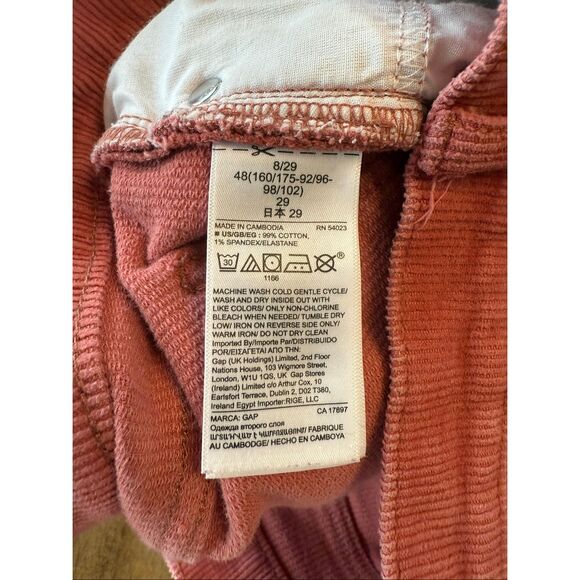 8/29
48(160/175-92/96-
98/102)
29
日本 29
MADE IN CAMBODIA RN 54023
■ US/GB/EG : 99% COTTON,
1% SPANDEX/ELASTANE
30
1166
MACHINE WASH COLD GENTLE CYCLE/
WASH AND DRY INSIDE OUT WITH
LIKE COLORS/ ONLY NON-CHLORINE
BLEACH WHEN NEEDED/ TUMBLE DRY
LOW/ IRON ON REVERSE SIDE ONLY/
WARM IRON/ DO NOT DRY CLEAN
Imported By/Importe Par/DISTRIBUIDO
POR/ΕΙΣΑΓΕΤΑΙ ΑΠΟ ΤΗΝ:
Gap (UK Holdings) Limited, 2nd Floor
Nations House, 103 Wigmore Street,
London, W1U 1QS, UK Gap Stores
(Ireland) Limited c/o Arthur Cox, 10
Earlsfort Terrace, Dublin 2, D02 T380,
Ireland Egypt Importer:RIGE, LLC
MARCA: GAP CA 17897
Одежда второго слоя
ԱՐՏԱԴՐՎԱԾ Է ԿԱՄԲՈՋԱՅՈՒՄ/ FABRIQUE
AU CAMBODGE/ HECHO EN CAMBOYA